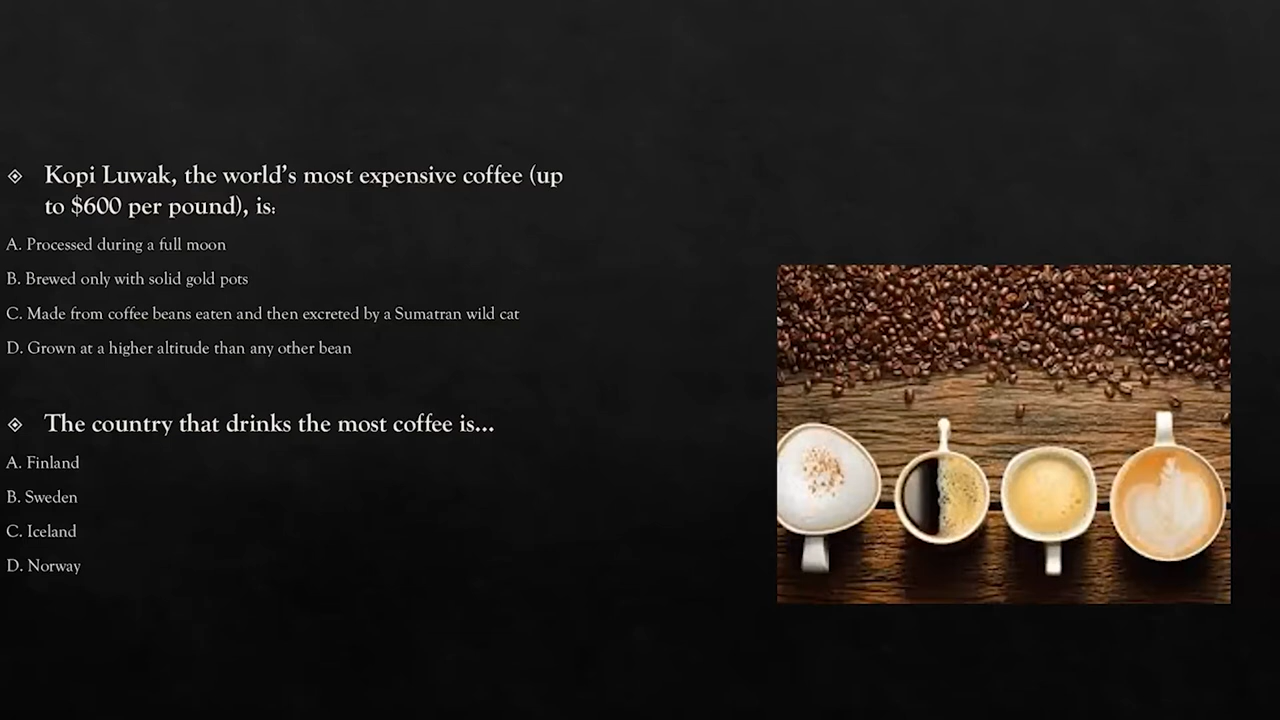 Kopi Luwak, the world's most expensive coffee (up
to $600 per pound), is:
A. Processed during a full moon
B. Brewed only with solid gold pots
C. Made from coffee beans eaten and then excreted by a Sumatran wild cat
D. Grown at a higher altitude than any other bean
The country that drinks the most coffee is...
A. Finland
B. Sweden
C. Iceland
D. Norway